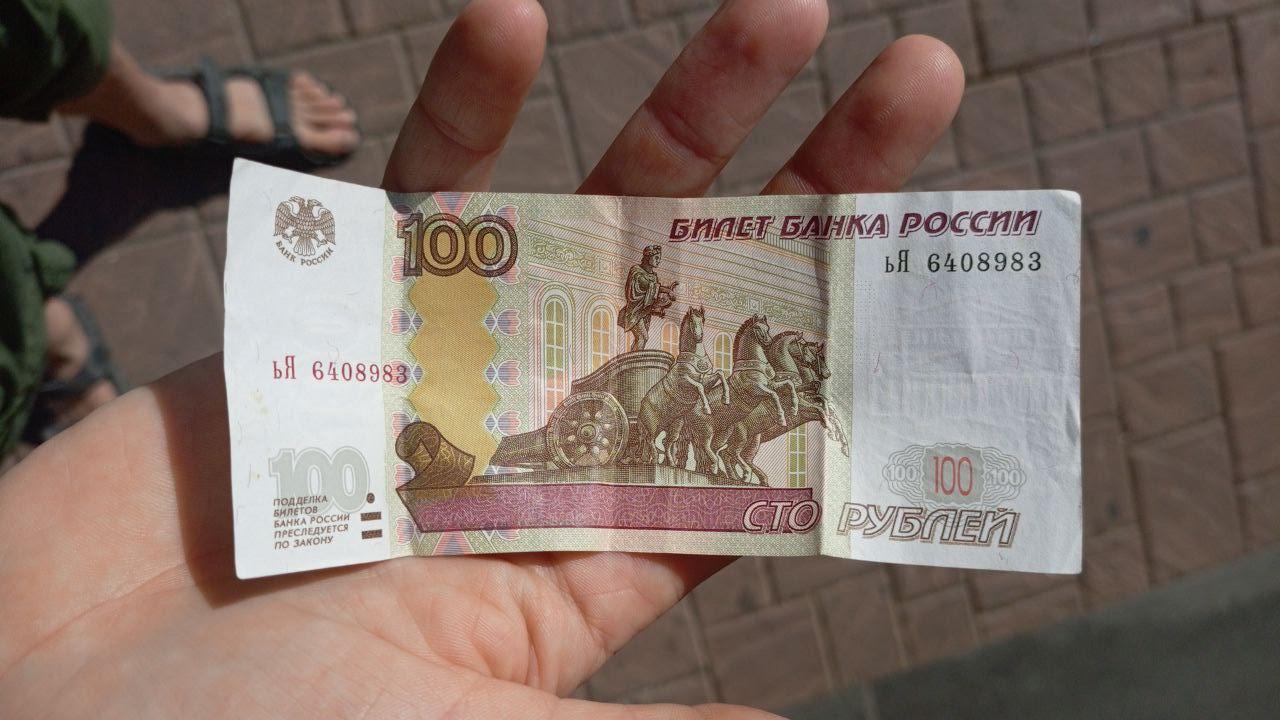 БАНК РОССИИ
100
БИЛЕТ БАНКА РОССИИ
ьЯ 6408983
ьЯ 6408983
100
ПОДДЕЛКА
БИЛЕТОВ
БАНКА РОССИИ
ПРЕСЛЕДУЕТСЯ
ПО ЗАКОНУ
100 100 100
СТО РУБЛЕЙ